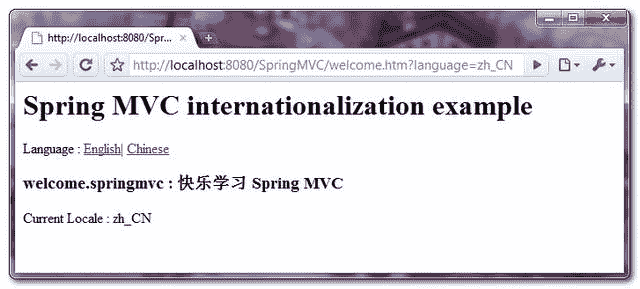 http://localhost:8080/Spr...
http://localhost:8080/SpringMVC/welcome.htm?language=zh_CN
Spring MVC internationalization example
Language : English| Chinese
welcome.springmvc : 快乐学习 Spring MVC
Current Locale : zh_CN